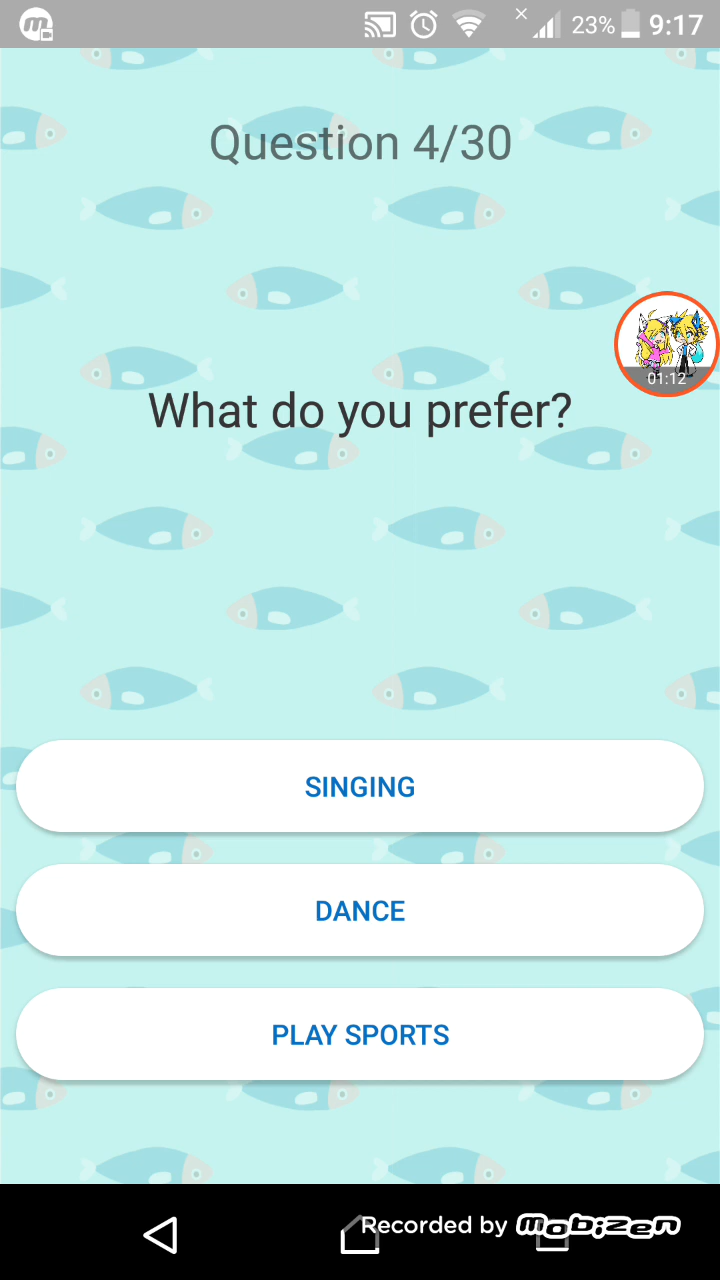 23% 9:17
Question 4/30
01:12
What do you prefer?
SINGING
DANCE
PLAY SPORTS
Recorded by mobizen